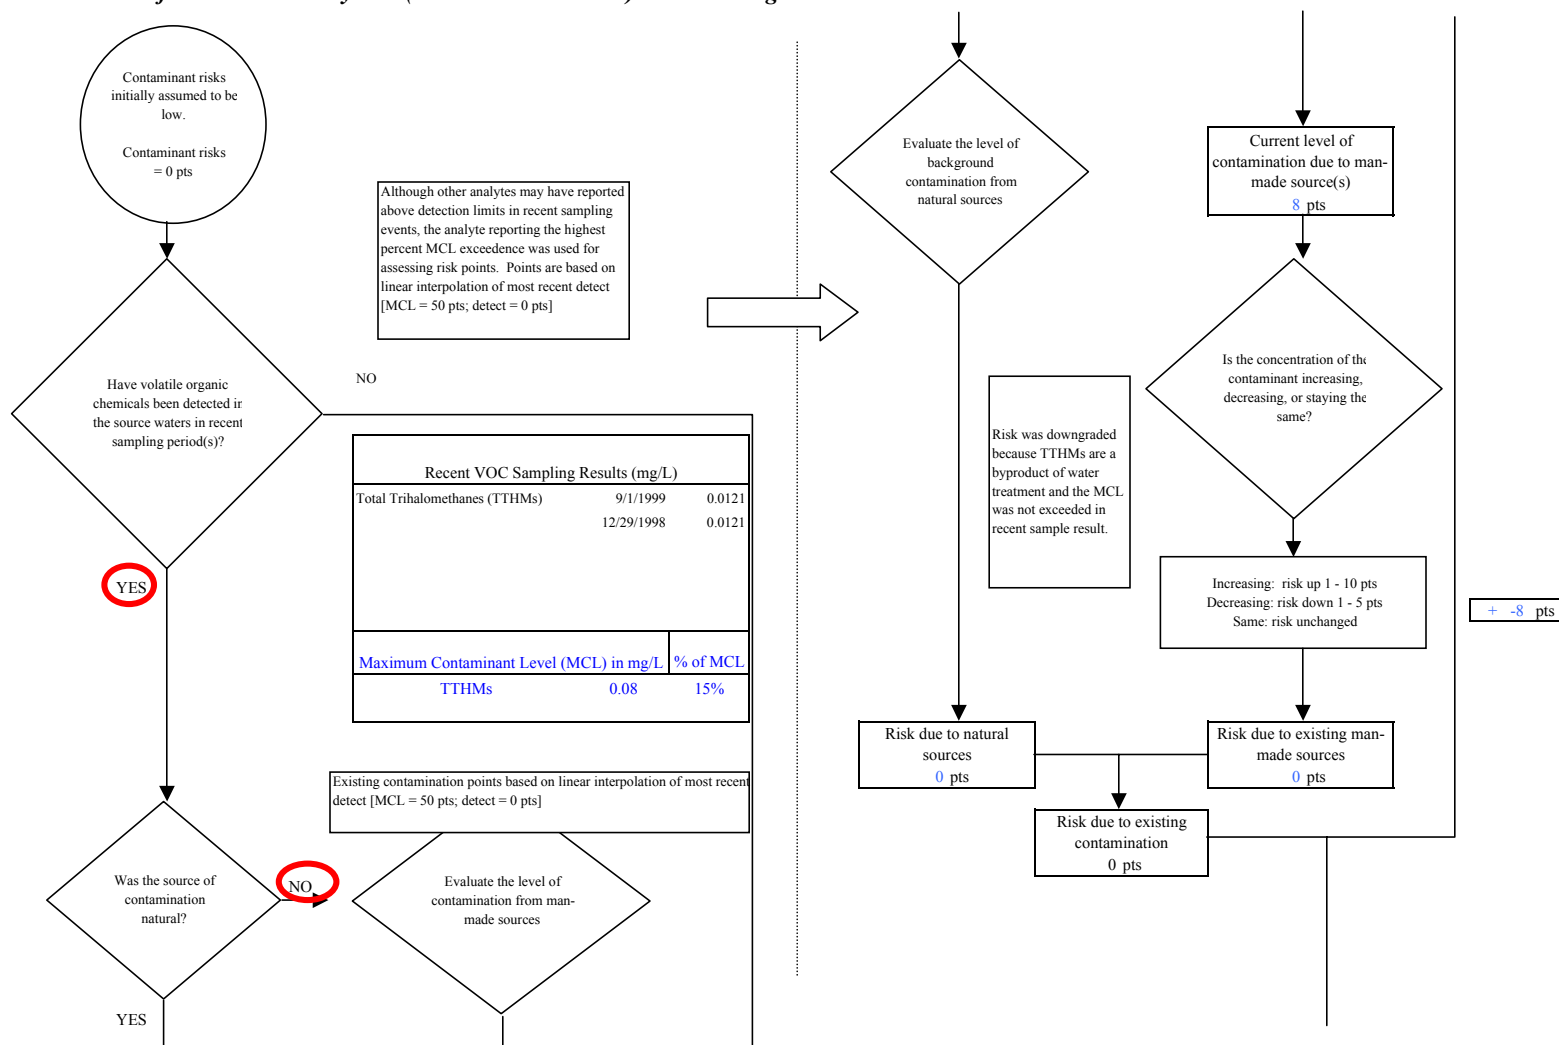 Contaminant risks
initially assumed to be
low.
Contaminant risks
= 0 pts
Although other analytes may have reported
above detection limits in recent sampling
events, the analyte reporting the highest
percent MCL exceedence was used for
assessing risk points. Points are based on
linear interpolation of most recent detect
[MCL = 50 pts; detect = 0 pts]
NO
Have volatile organic
chemicals been detected in
the source waters in recent
sampling period(s)?
Recent VOC Sampling Results (mg/L)
Total Trihalomethanes (TTHMs) 9/1/1999 0.0121
12/29/1998 0.0121
YES
Maximum Contaminant Level (MCL) in mg/L % of MCL
TTHMs 0.08 15%
Existing contamination points based on linear interpolation of most recent
detect [MCL = 50 pts; detect = 0 pts]
Was the source of
contamination
natural?
NO
Evaluate the level of
contamination from man-
made sources
YES
Evaluate the level of
background
contamination from
natural sources
Current level of
contamination due to man-
made source(s)
8 pts
Is the concentration of the
contaminant increasing,
decreasing, or staying the
same?
Risk was downgraded
because TTHMs are a
byproduct of water
treatment and the MCL
was not exceeded in
recent sample result.
Increasing: risk up 1 - 10 pts
Decreasing: risk down 1 - 5 pts
Same: risk unchanged
+ -8 pts
Risk due to natural
sources
0 pts
Risk due to existing man-
made sources
0 pts
Risk due to existing
contamination
0 pts